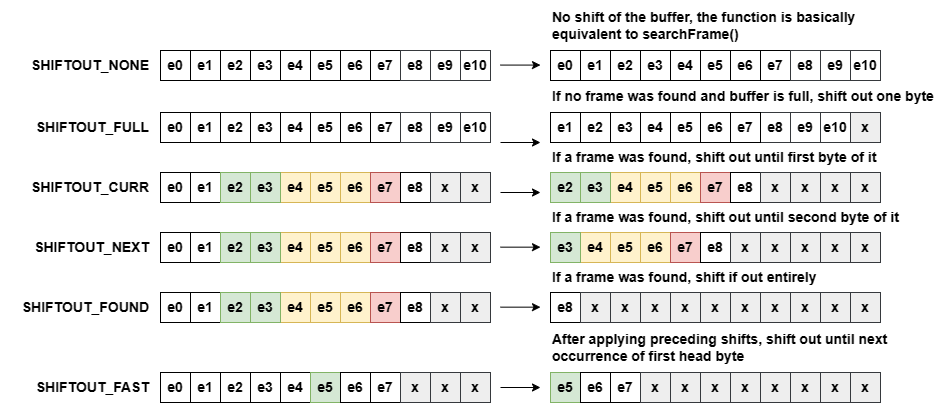 No shift of the buffer, the function is basically
equivalent to searchFrame()
SHIFTOUT_NONE e0 e1 e2 e3 e4 e5 e6 e7 e8 e9 e10 e0 e1 e2 e3 e4 e5 e6 e7 e8 e9 e10
If no frame was found and buffer is full, shift out one byte
SHIFTOUT_FULL e0 e1 e2 e3 e4 e5 e6 e7 e8 e9 e10 e1 e2 e3 e4 e5 e6 e7 e8 e9 e10 x
If a frame was found, shift out until first byte of it
SHIFTOUT_CURR e0 e1 e2 e3 e4 e5 e6 e7 e8 x x e2 e3 e4 e5 e6 e7 e8 x x x x
If a frame was found, shift out until second byte of it
SHIFTOUT_NEXT e0 e1 e2 e3 e4 e5 e6 e7 e8 x x e3 e4 e5 e6 e7 e8 x x x x x
If a frame was found, shift if out entirely
SHIFTOUT_FOUND e0 e1 e2 e3 e4 e5 e6 e7 e8 x x e8 x x x x x x x x x x
After applying preceding shifts, shift out until next
occurrence of first head byte
SHIFTOUT_FAST e0 e1 e2 e3 e4 e5 e6 e7 x x x e5 e6 e7 x x x x x x x x